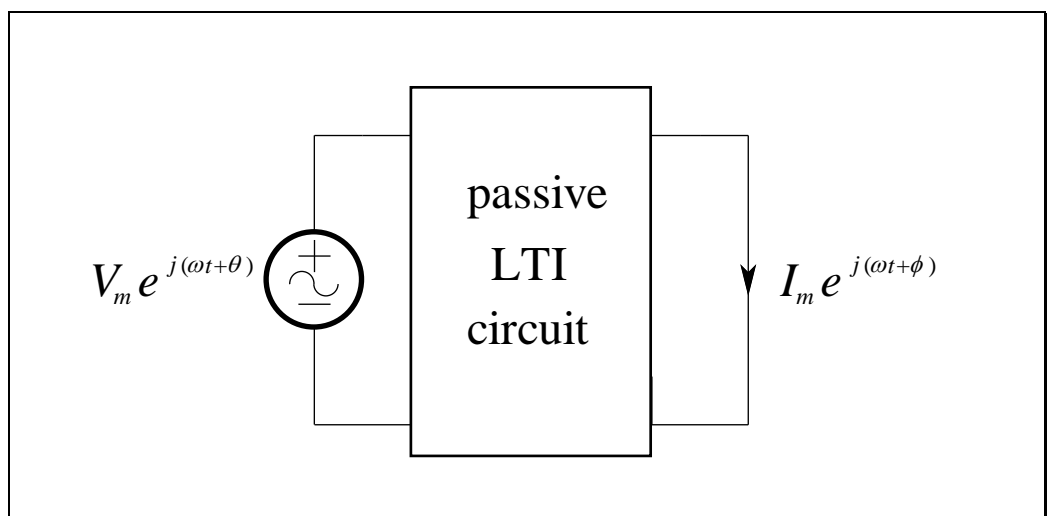 passive
LTI
circuit
V_m e^{j(ωt+θ)}
+
−
I_m e^{j(ωt+ϕ)}